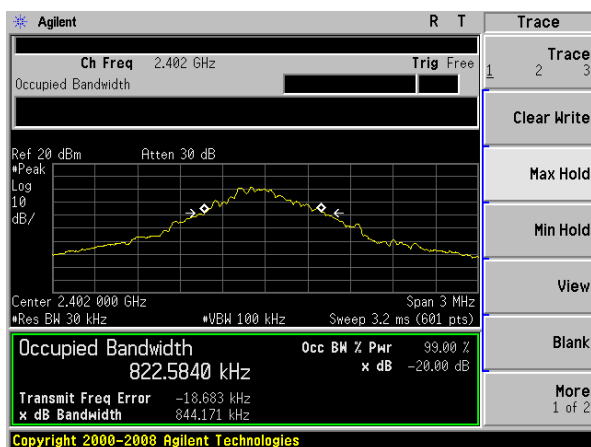 Agilent R T Trace
Ch Freq 2.402 GHz Trig Free
Occupied Bandwidth
Trace
1 2 3
Clear Write
Max Hold
Min Hold
View
Blank
More
1 of 2
Ref 20 dBm Atten 30 dB
#Peak
Log
10
dB/
Center 2.402 000 GHz Span 3 MHz
#Res BW 30 kHz #VBW 100 kHz Sweep 3.2 ms (601 pts)
Occupied Bandwidth
822.5840 kHz
Occ BW % Pwr 99.00 %
x dB -20.00 dB
Transmit Freq Error -18.683 kHz
x dB Bandwidth 844.171 kHz
Copyright 2000-2008 Agilent Technologies